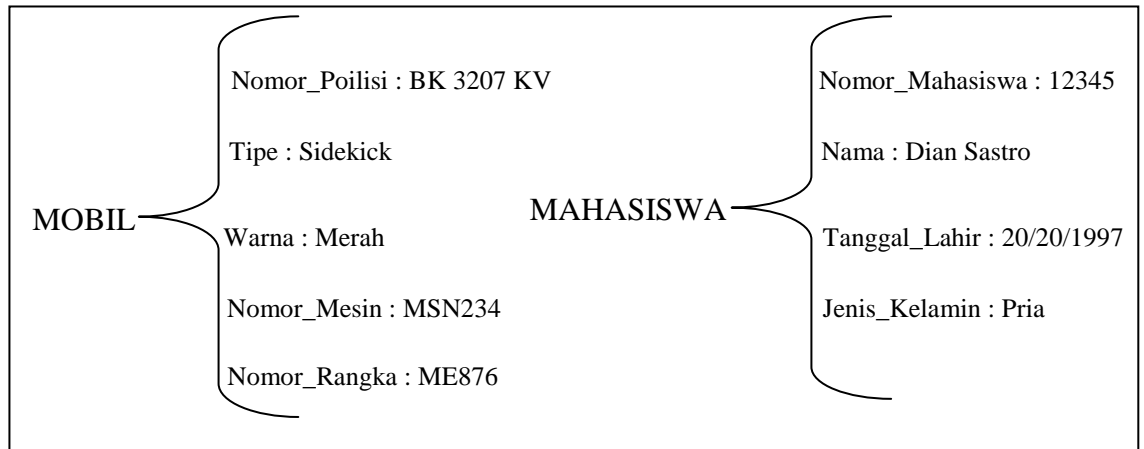 MOBIL
Nomor_Poilisi : BK 3207 KV
Tipe : Sidekick
Warna : Merah
Nomor_Mesin : MSN234
Nomor_Rangka : ME876
MAHASISWA
Nomor_Mahasiswa : 12345
Nama : Dian Sastro
Tanggal_Lahir : 20/20/1997
Jenis_Kelamin : Pria